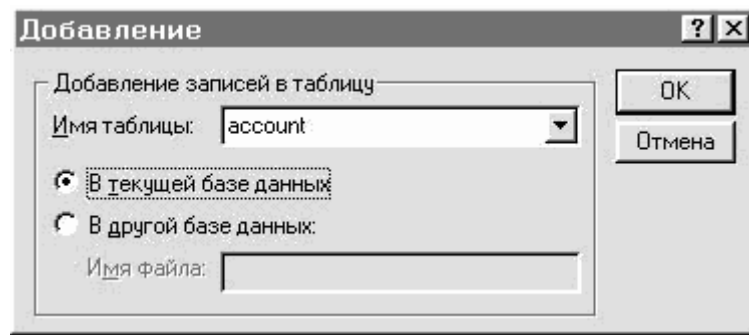 Добавление
Добавление записей в таблицу
Имя таблицы: account
В текущей базе данных
В другой базе данных:
Имя файла:
OK
Отмена